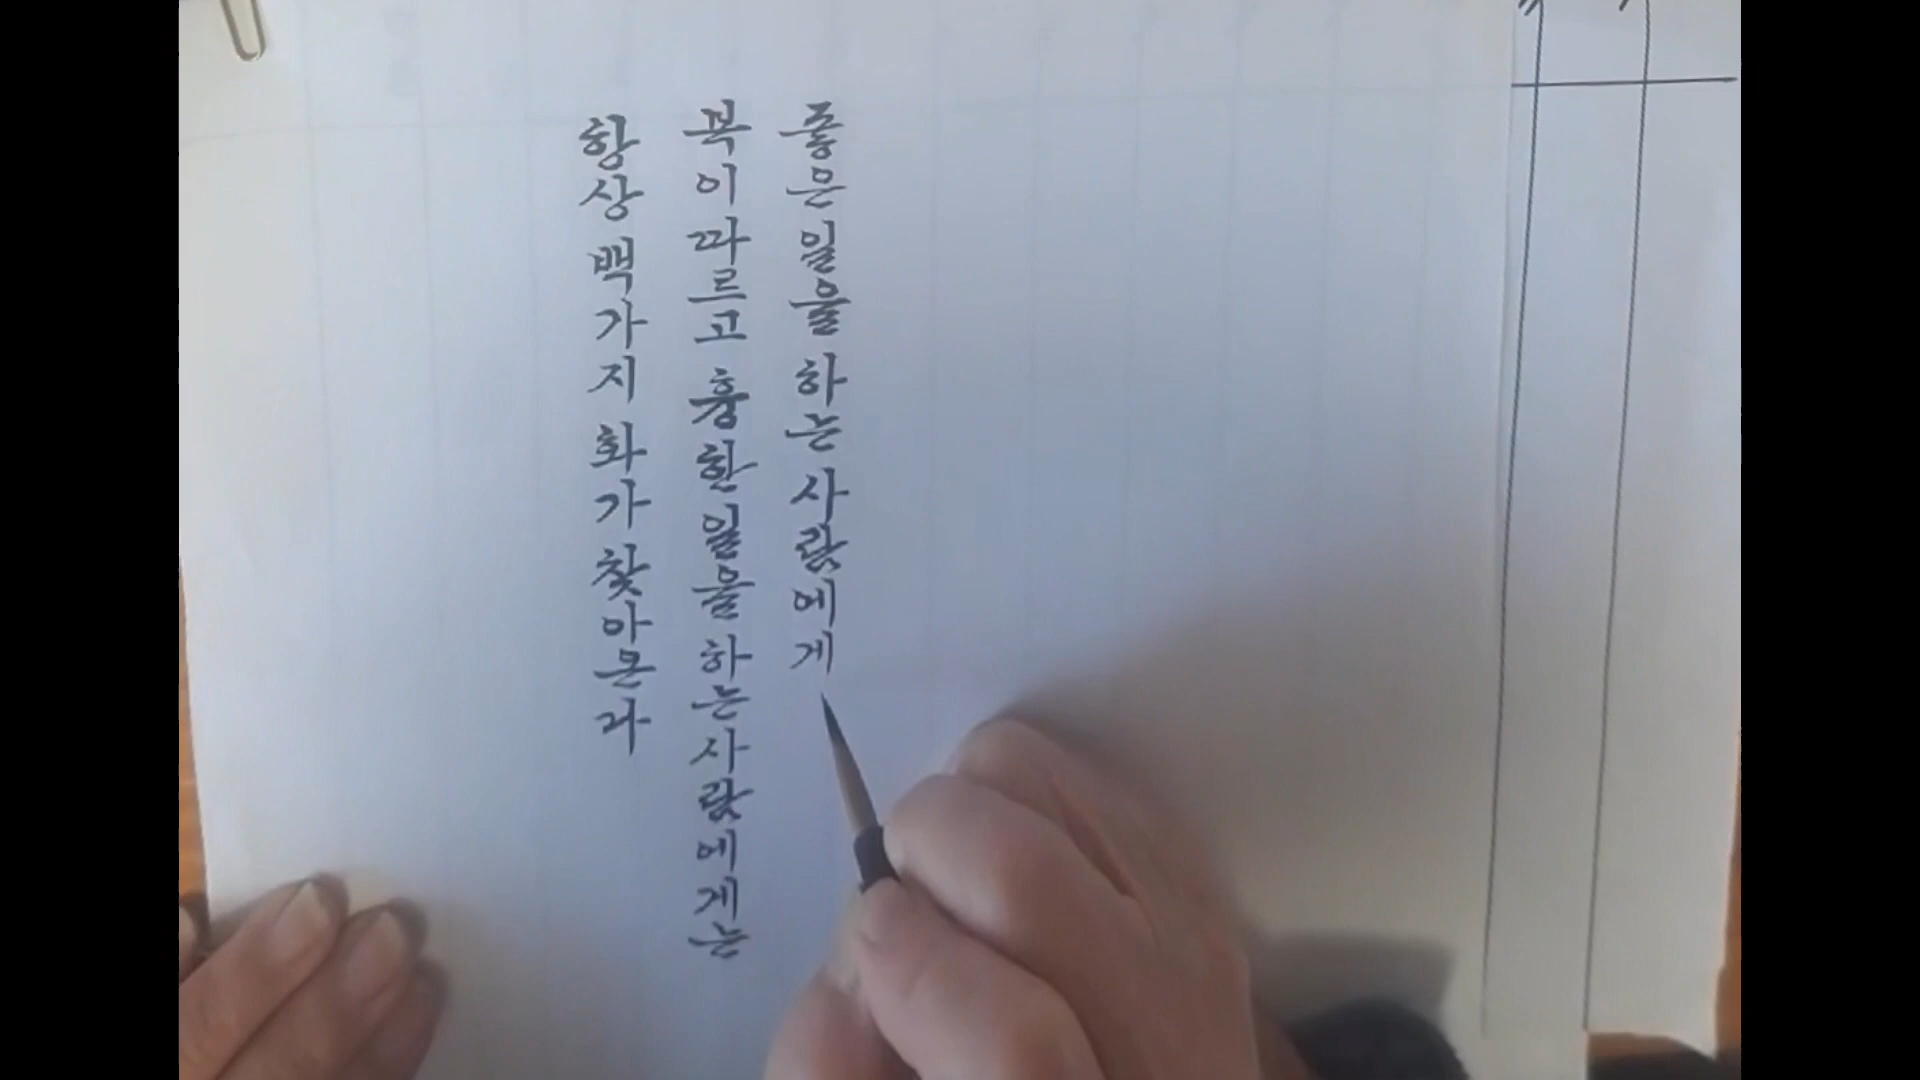 좋은 일을 하는 사람에게
복이 따르고 흉한 일을 하는 사람에게는
항상 백가지 화가 찾아온다